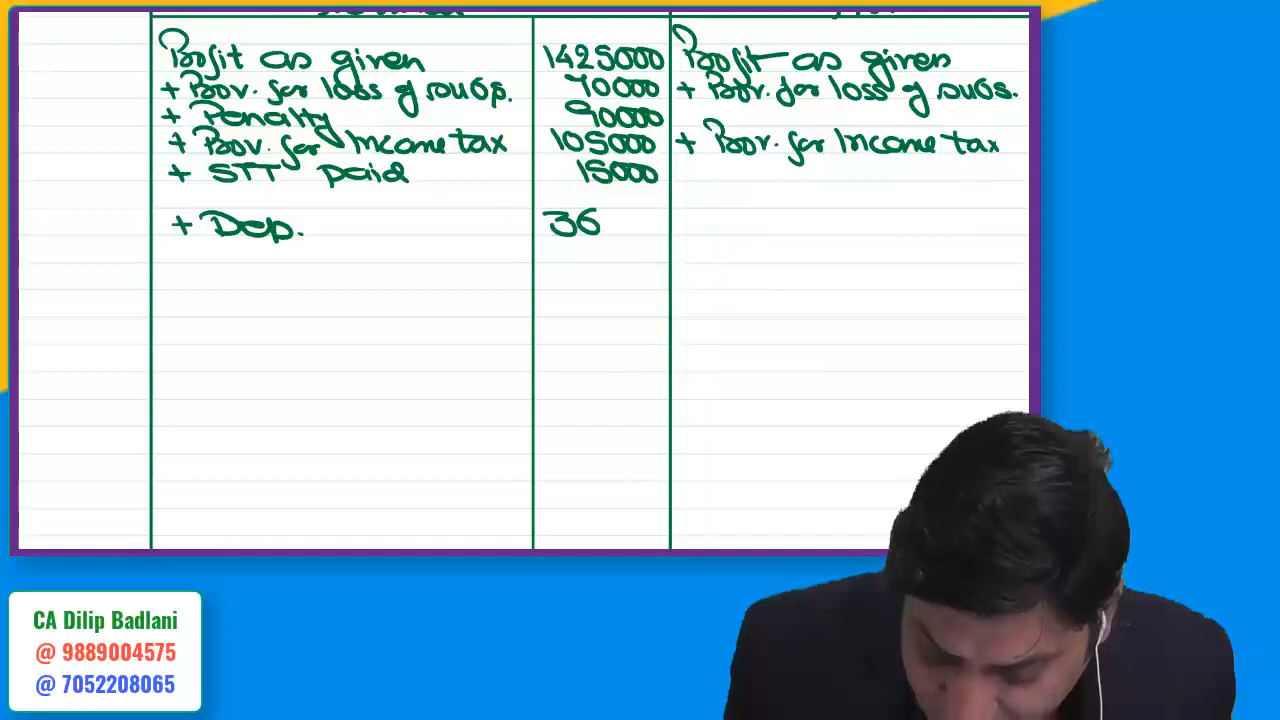 Profit as given 1425000 Profit as given
+ Prov. for loss of subs. 70000 + Prov. for loss of subs.
+ Penalty 90000
+ Prov. for Income tax 105000 + Prov. for Income tax
+ STT paid 15000
+ Dep. 36
CA Dilip Badlani
@ 9889004575
@ 7052208065